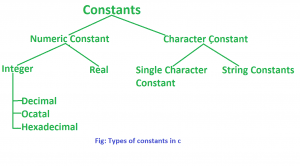 Constants
Numeric Constant Character Constant
Integer Real Single Character Constant String Constants
Decimal
Ocatal
Hexadecimal
Fig: Types of constants in c